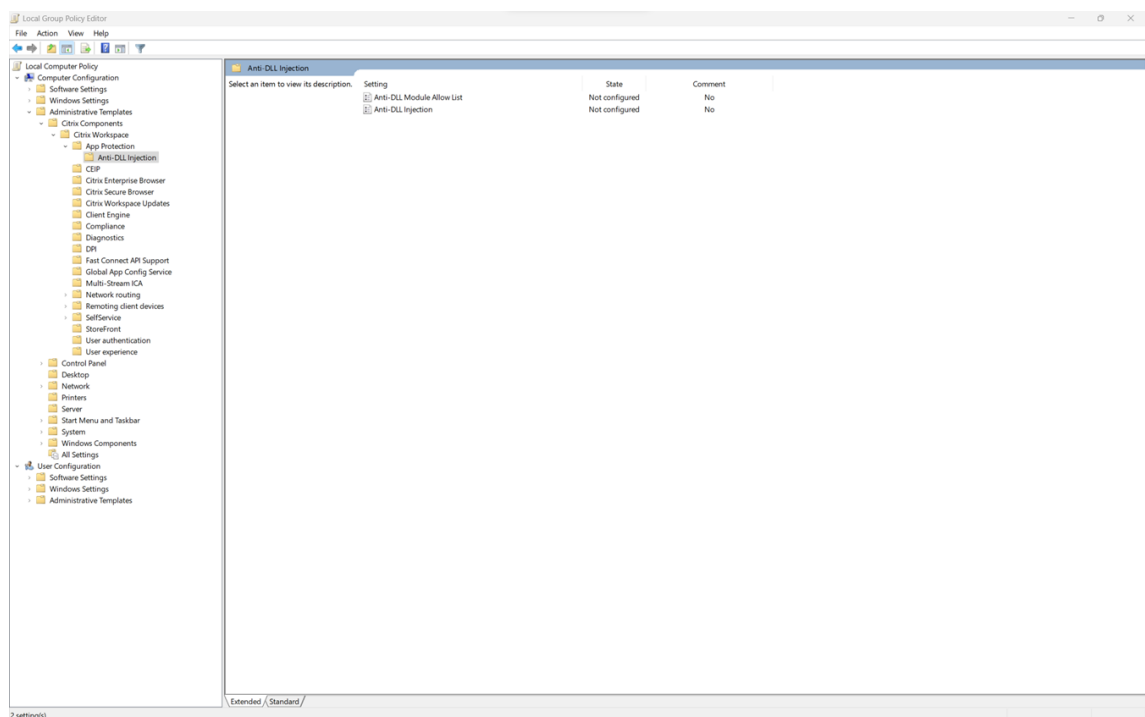 Local Group Policy Editor
File Action View Help
Local Computer Policy
Computer Configuration
Software Settings
Windows Settings
Administrative Templates
Citrix Components
Citrix Workspace
App Protection
Anti-DLL Injection
CEIP
Citrix Enterprise Browser
Citrix Secure Browser
Citrix Workspace Updates
Client Engine
Compliance
Diagnostics
DPI
Fast Connect API Support
Global App Config Service
Multi-Stream ICA
Network routing
Remoting client devices
SelfService
StoreFront
User authentication
User experience
Control Panel
Desktop
Network
Printers
Server
Start Menu and Taskbar
System
Windows Components
All Settings
User Configuration
Software Settings
Windows Settings
Administrative Templates
Anti-DLL Injection
Select an item to view its description.
Setting State Comment
Anti-DLL Module Allow List Not configured No
Anti-DLL Injection Not configured No
Extended Standard
2 setting(s)